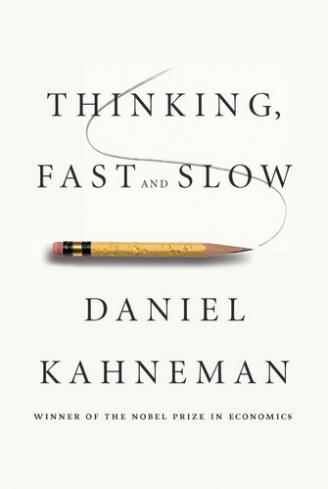 THINKING,
FAST AND SLOW
DANIEL
KAHNEMAN
WINNER OF THE NOBEL PRIZE IN ECONOMICS